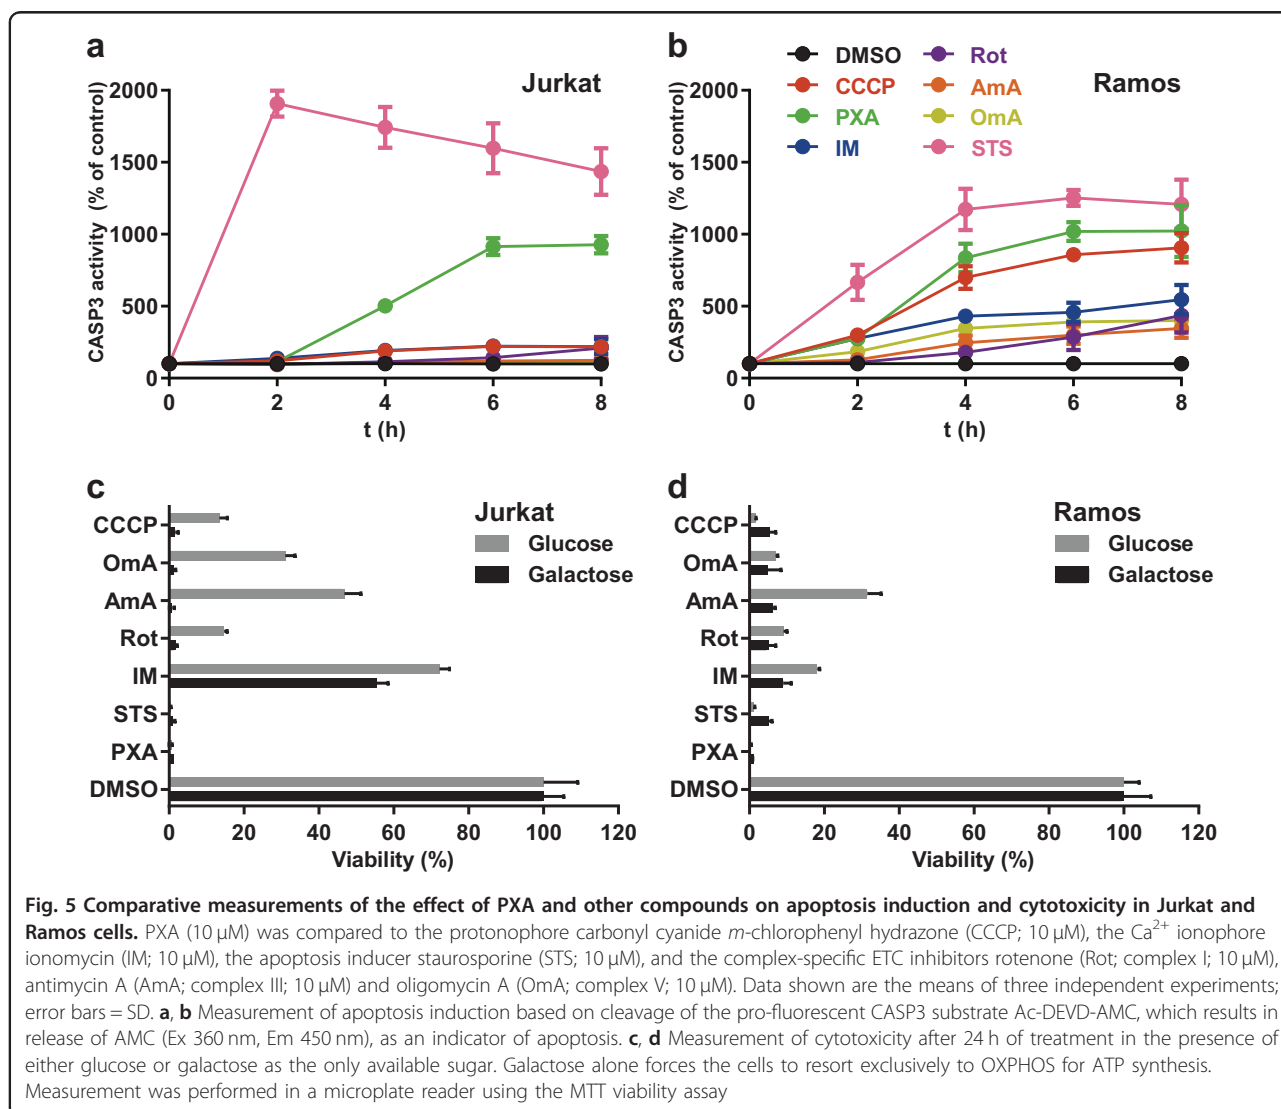 a
Jurkat
CASP3 activity (% of control)
2000
1500
1000
500
0
0 2 4 6 8
t (h)
b
DMSO
CCCP
PXA
IM
Rot
AmA
OmA
STS
Ramos
CASP3 activity (% of control)
2000
1500
1000
500
0
0 2 4 6 8
t (h)
c
Jurkat
Glucose
Galactose
CCCP
OmA
AmA
Rot
IM
STS
PXA
DMSO
0 20 40 60 80 100 120
Viability (%)
d
Ramos
Glucose
Galactose
CCCP
OmA
AmA
Rot
IM
STS
PXA
DMSO
0 20 40 60 80 100 120
Viability (%)
Fig. 5 Comparative measurements of the effect of PXA and other compounds on apoptosis induction and cytotoxicity in Jurkat and
Ramos cells. PXA (10 µM) was compared to the protonophore carbonyl cyanide m-chlorophenyl hydrazone (CCCP; 10 µM), the Ca²⁺ ionophore
ionomycin (IM; 10 µM), the apoptosis inducer staurosporine (STS; 10 µM), and the complex-specific ETC inhibitors rotenone (Rot; complex I; 10 µM),
antimycin A (AmA; complex III; 10 µM) and oligomycin A (OmA; complex V; 10 µM). Data shown are the means of three independent experiments;
error bars = SD. a, b Measurement of apoptosis induction based on cleavage of the pro-fluorescent CASP3 substrate Ac-DEVD-AMC, which results in
release of AMC (Ex 360 nm, Em 450 nm), as an indicator of apoptosis. c, d Measurement of cytotoxicity after 24 h of treatment in the presence of
either glucose or galactose as the only available sugar. Galactose alone forces the cells to resort exclusively to OXPHOS for ATP synthesis.
Measurement was performed in a microplate reader using the MTT viability assay